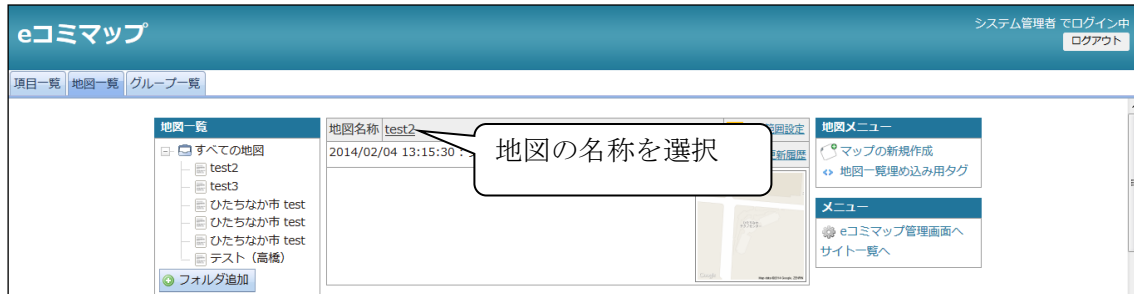 eコミマップ
システム管理者 でログイン中
ログアウト
項目一覧 地図一覧 グループ一覧
地図一覧
すべての地図
test2
test3
ひたちなか市 test
ひたちなか市 test
ひたちなか市 test
テスト（高橋）
フォルダ追加
地図名称 test2
囲設定
2014/02/04 13:15:30 :
更新履歴
地図の名称を選択
Google
地図メニュー
マップの新規作成
地図一覧埋め込み用タグ
メニュー
eコミマップ管理画面へ
サイト一覧へ